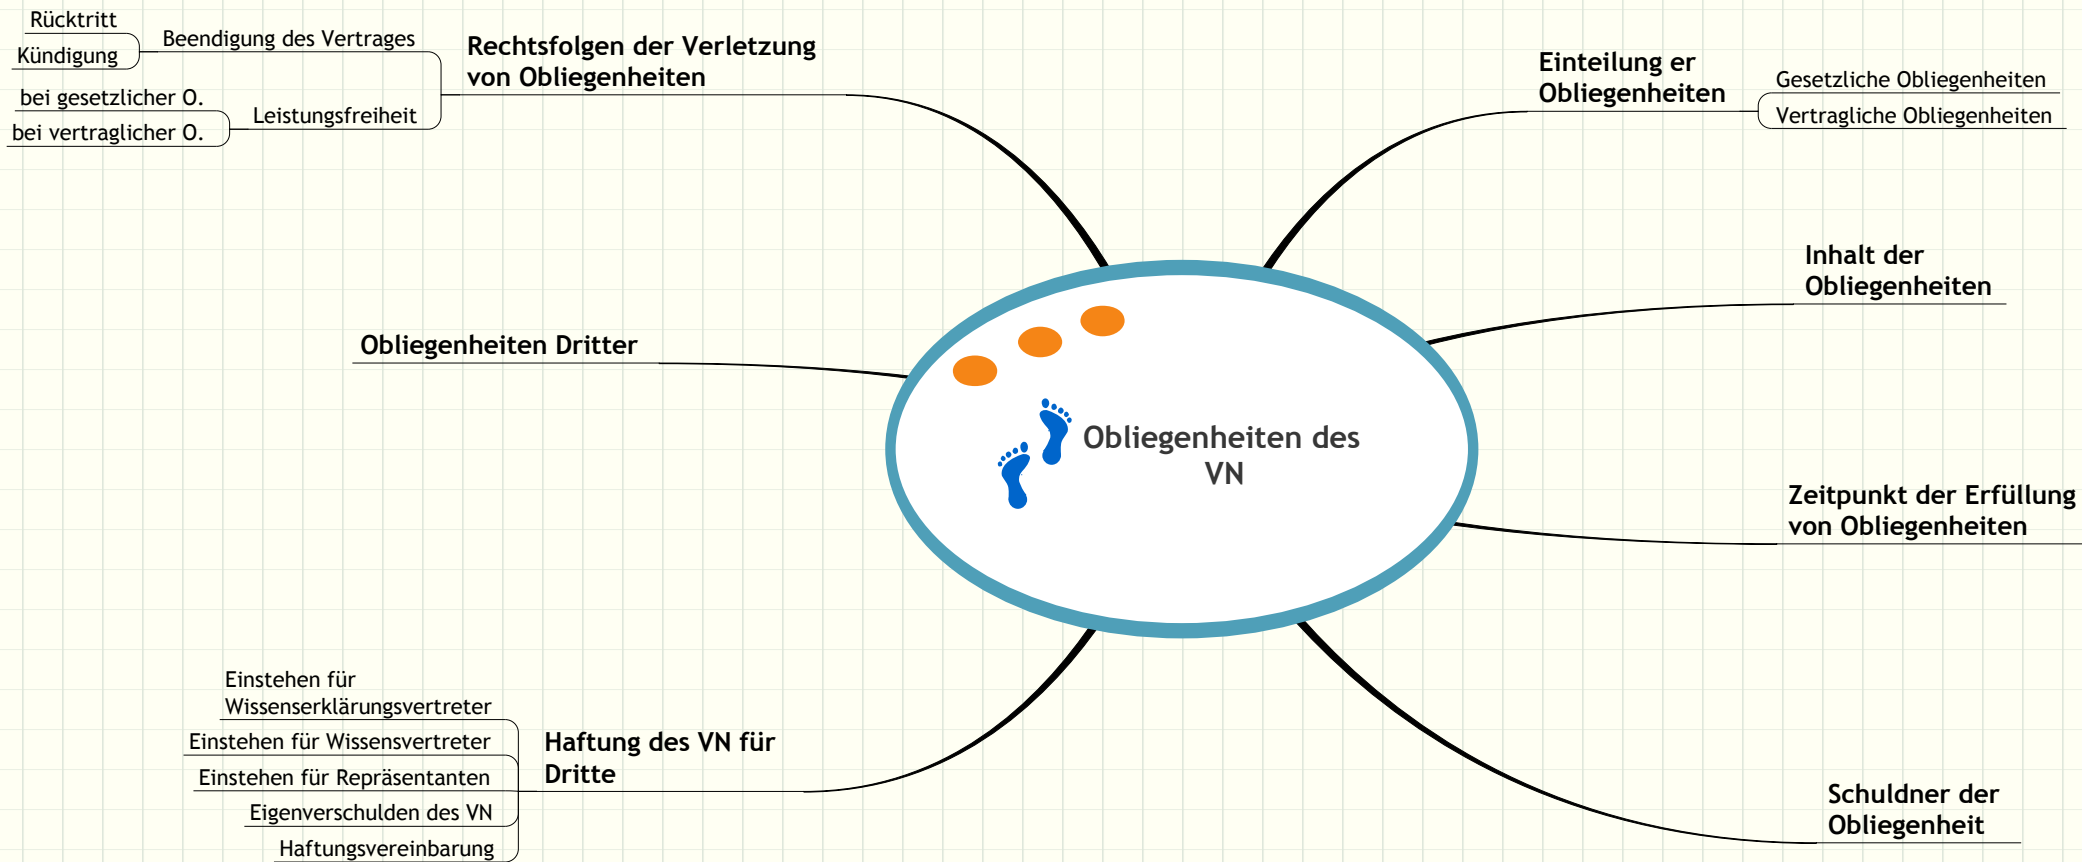 Rücktritt
Kündigung
Beendigung des Vertrages
bei gesetzlicher O.
bei vertraglicher O.
Leistungsfreiheit
Rechtsfolgen der Verletzung
von Obliegenheiten
Einteilung er
Obliegenheiten
Gesetzliche Obliegenheiten
Vertragliche Obliegenheiten
Inhalt der
Obliegenheiten
Obliegenheiten Dritter
Obliegenheiten des
VN
Zeitpunkt der Erfüllung
von Obliegenheiten
Einstehen für
Wissenserklärungsvertreter
Einstehen für Wissensvertreter
Einstehen für Repräsentanten
Eigenverschulden des VN
Haftungsvereinbarung
Haftung des VN für
Dritte
Schuldner der
Obliegenheit